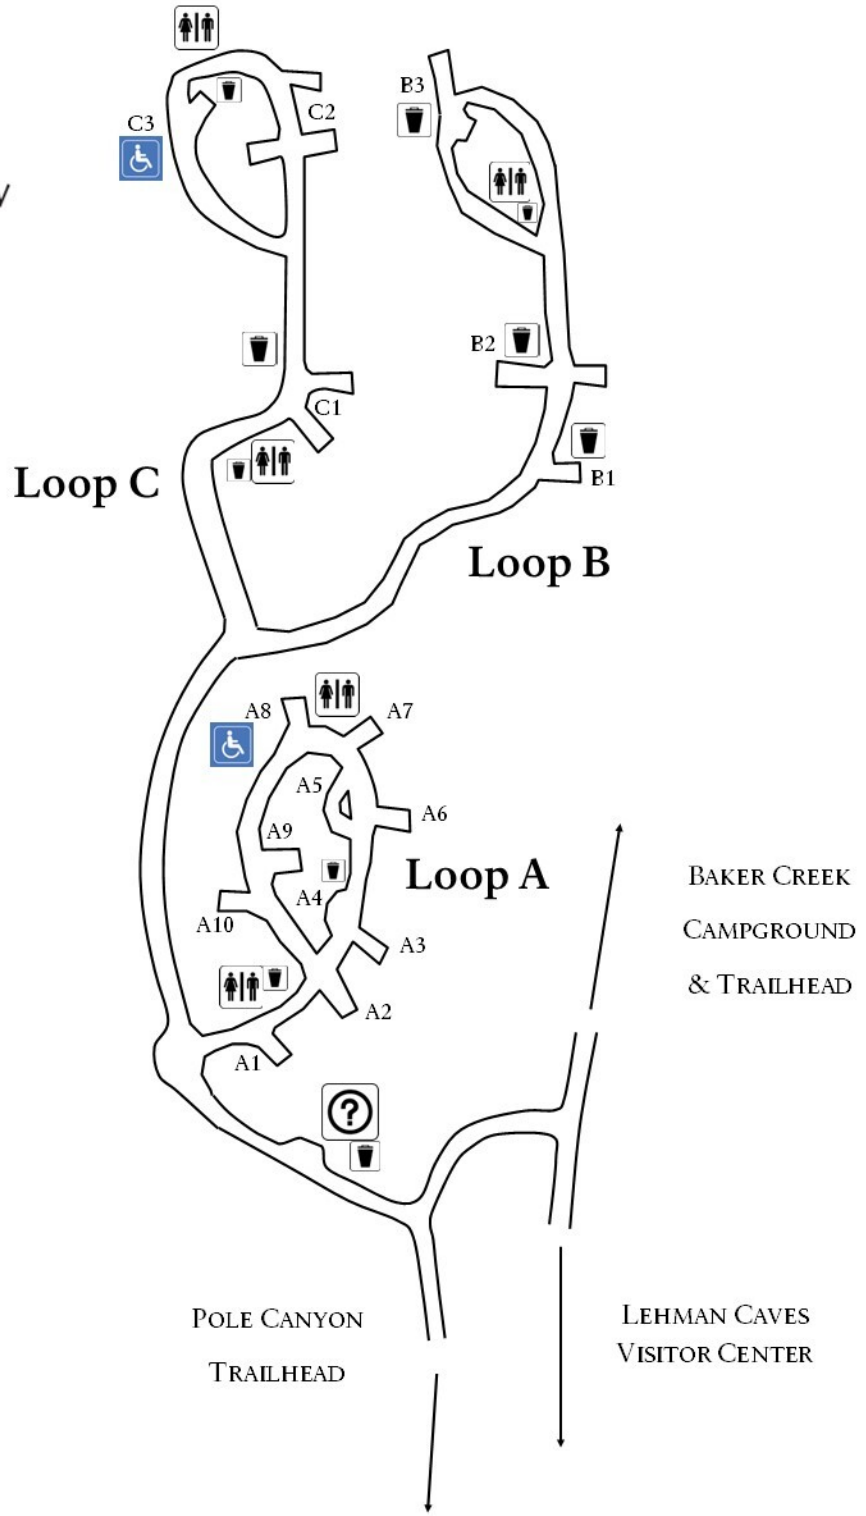 B3
C3
C2
y
B2
C1
B1
Loop C
Loop B
A8
A7
A5
A6
A9
Loop A
BAKER CREEK
CAMPGROUND
& TRAILHEAD
A4
A10
A3
A2
A1
?
POLE CANYON
TRAILHEAD
LEHMAN CAVES
VISITOR CENTER